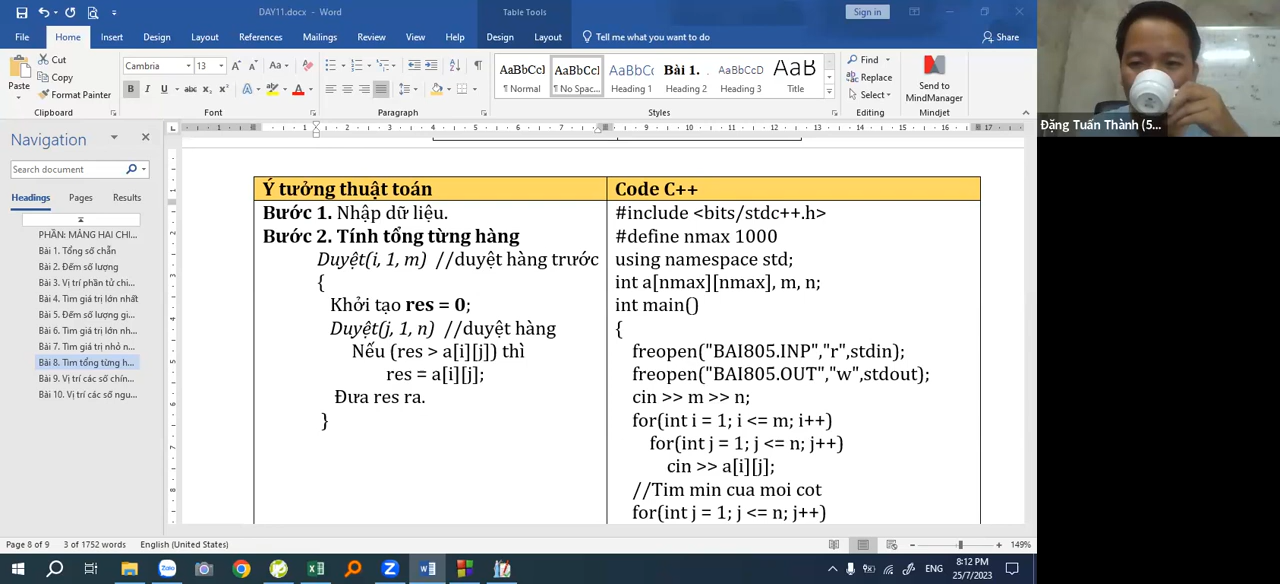 DAY11.docx - Word
Table Tools
Sign in
File
Home
Insert
Design
Layout
References
Mailings
Review
View
Help
Design
Layout
Tell me what you want to do
Share
Paste
Cut
Copy
Format Painter
Clipboard
Cambria
13
Font
Paragraph
AaBbCcl
¶ Normal
AaBbCcl
¶ No Spac...
AaBbCc
Heading 1
Bài 1.
Heading 2
AaBbCcD
Heading 3
AaB
Title
Styles
Find
Replace
Select
Editing
Send to
MindManager
Mindjet
Navigation
Search document
Headings
Pages
Results
PHẦN: MẢNG HAI CHI...
Bài 1. Tổng số chẵn
Bài 2. Đếm số lượng
Bài 3. Vị trí phần tử chi...
Bài 4. Tìm giá trị lớn nhất
Bài 5. Đếm số lượng gi...
Bài 6. Tìm giá trị lớn nh...
Bài 7. Tìm giá trị nhỏ n...
Bài 8. Tìm tổng từng h...
Bài 9. Vị trí các số chín...
Bài 10. Vị trí các số ngu...
Ý tưởng thuật toán
Bước 1. Nhập dữ liệu.
Bước 2. Tính tổng từng hàng
Duyệt(i, 1, m) //duyệt hàng trước
{
Khởi tạo res = 0;
Duyệt(j, 1, n) //duyệt hàng
Nếu (res > a[i][j]) thì
res = a[i][j];
Đưa res ra.
}
Code C++
#include <bits/stdc++.h>
#define nmax 1000
using namespace std;
int a[nmax][nmax], m, n;
int main()
{
freopen("BAI805.INP","r",stdin);
freopen("BAI805.OUT","w",stdout);
cin >> m >> n;
for(int i = 1; i <= m; i++)
for(int j = 1; j <= n; j++)
cin >> a[i][j];
//Tim min cua moi cot
for(int j = 1; j <= n; j++)
Đặng Tuấn Thành (5...
Page 8 of 9
3 of 1752 words
English (United States)
149%
ENG
8:12 PM
25/7/2023